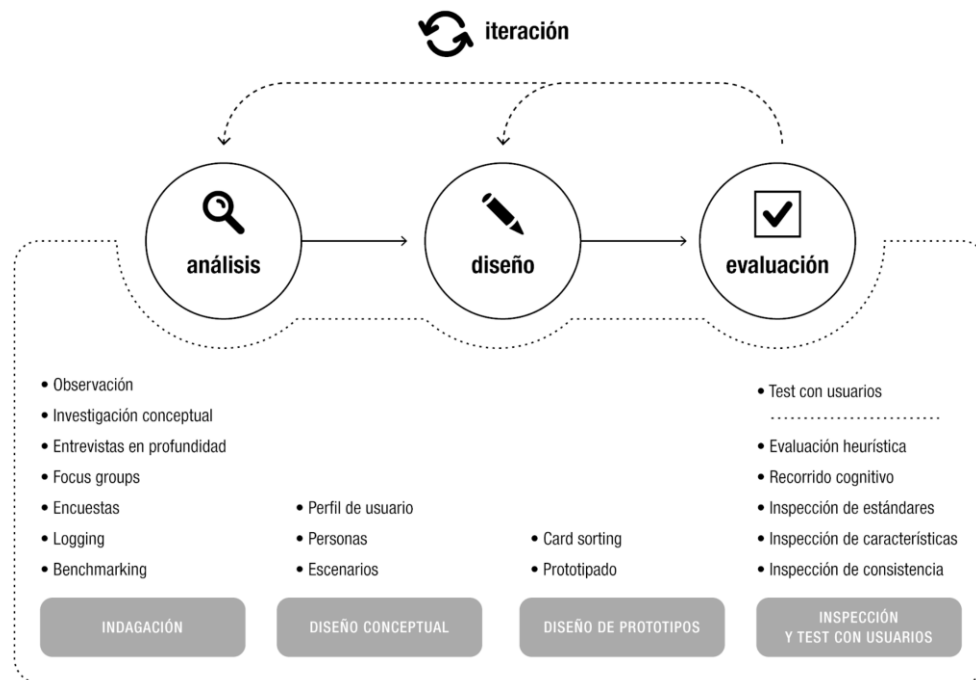 iteración
análisis
diseño
evaluación
• Observación
• Investigación conceptual
• Entrevistas en profundidad
• Focus groups
• Encuestas
• Logging
• Benchmarking
INDAGACIÓN
• Perfil de usuario
• Personas
• Escenarios
DISEÑO CONCEPTUAL
• Card sorting
• Prototipado
DISEÑO DE PROTOTIPOS
• Test con usuarios
• Evaluación heurística
• Recorrido cognitivo
• Inspección de estándares
• Inspección de características
• Inspección de consistencia
INSPECCIÓN
Y TEST CON USUARIOS